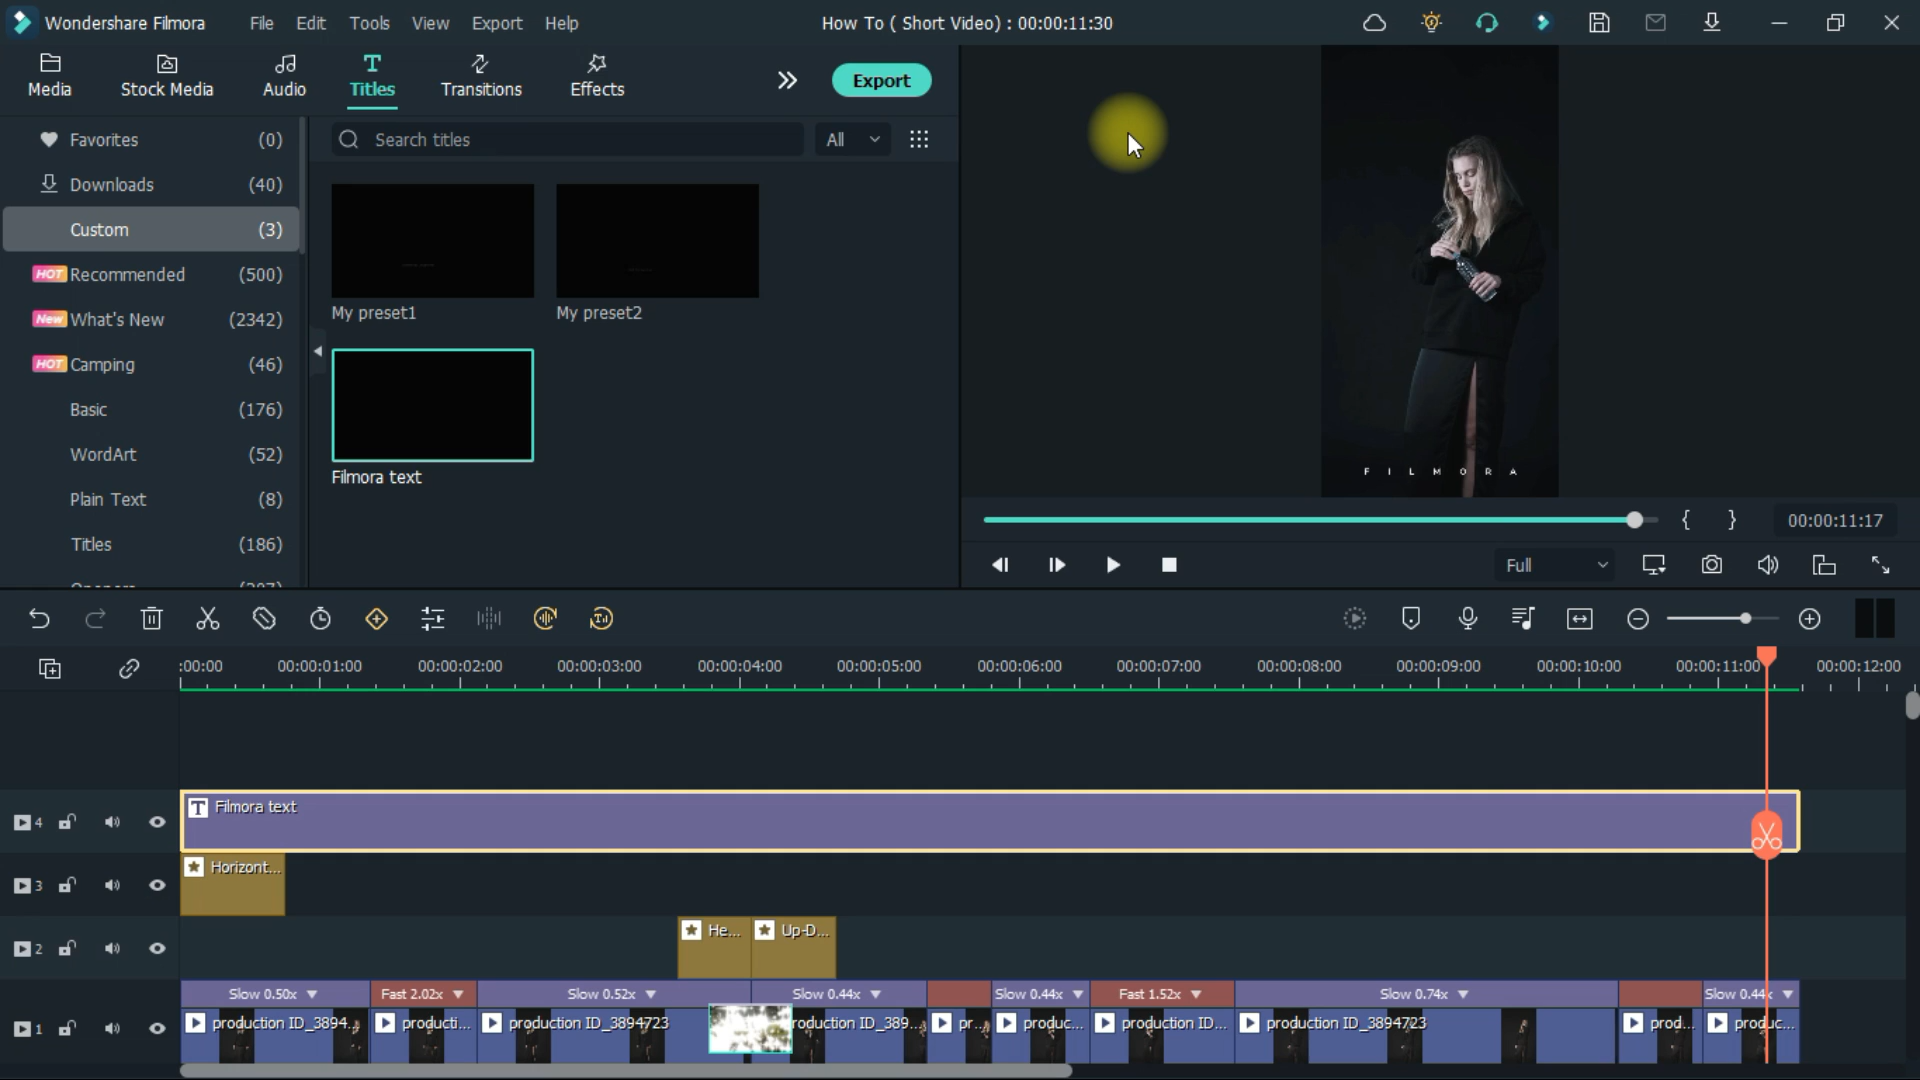 Wondershare Filmora File Edit Tools View Export Help How To ( Short Video) : 00:00:11:30
Media Stock Media Audio Titles Transitions Effects Export
Favorites (0)
Downloads (40)
Custom (3)
HOT Recommended (500)
New What's New (2342)
HOT Camping (46)
Basic (176)
WordArt (52)
Plain Text (8)
Titles (186)
Search titles All
My preset1 My preset2
Filmora text
F I L M O R A
{ } 00:00:11:17
Full
:00:00 00:00:01:00 00:00:02:00 00:00:03:00 00:00:04:00 00:00:05:00 00:00:06:00 00:00:07:00 00:00:08:00 00:00:09:00 00:00:10:00 00:00:11:00 00:00:12:00
4 T Filmora text
3 Horizont...
2 He... Up-D...
Slow 0.50x Fast 2.02x Slow 0.52x Slow 0.44x Slow 0.44x Fast 1.52x Slow 0.74x Slow 0.44x
1 production ID_3894... producti... production ID_3894723 roduction ID_389... pr... produc... production ID... production ID_3894723 prod... produc...